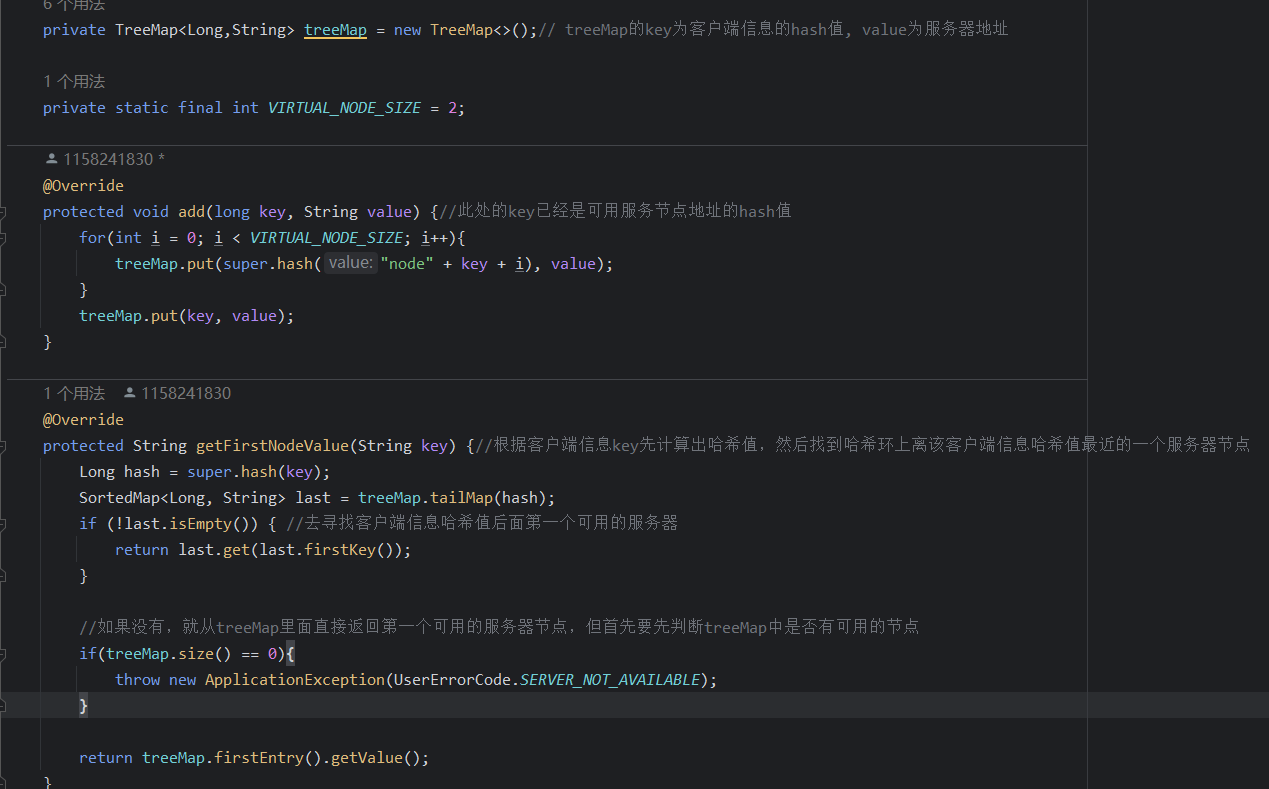 6 个用法
private TreeMap<Long,String> treeMap = new TreeMap<>();// treeMap的key为客户端信息的hash值, value为服务器地址
1 个用法
private static final int VIRTUAL_NODE_SIZE = 2;
1158241830 *
@Override
protected void add(long key, String value) {//此处的key已经是可用服务节点地址的hash值
for(int i = 0; i < VIRTUAL_NODE_SIZE; i++){
treeMap.put(super.hash( value: "node" + key + i), value);
}
treeMap.put(key, value);
}
1 个用法 1158241830
@Override
protected String getFirstNodeValue(String key) {//根据客户端信息key先计算出哈希值，然后找到哈希环上离该客户端信息哈希值最近的一个服务器节点
Long hash = super.hash(key);
SortedMap<Long, String> last = treeMap.tailMap(hash);
if (!last.isEmpty()) { //去寻找客户端信息哈希值后面第一个可用的服务器
return last.get(last.firstKey());
}
//如果没有，就从treeMap里面直接返回第一个可用的服务器节点，但首先要先判断treeMap中是否有可用的节点
if(treeMap.size() == 0){
throw new ApplicationException(UserErrorCode.SERVER_NOT_AVAILABLE);
}
return treeMap.firstEntry().getValue();
}